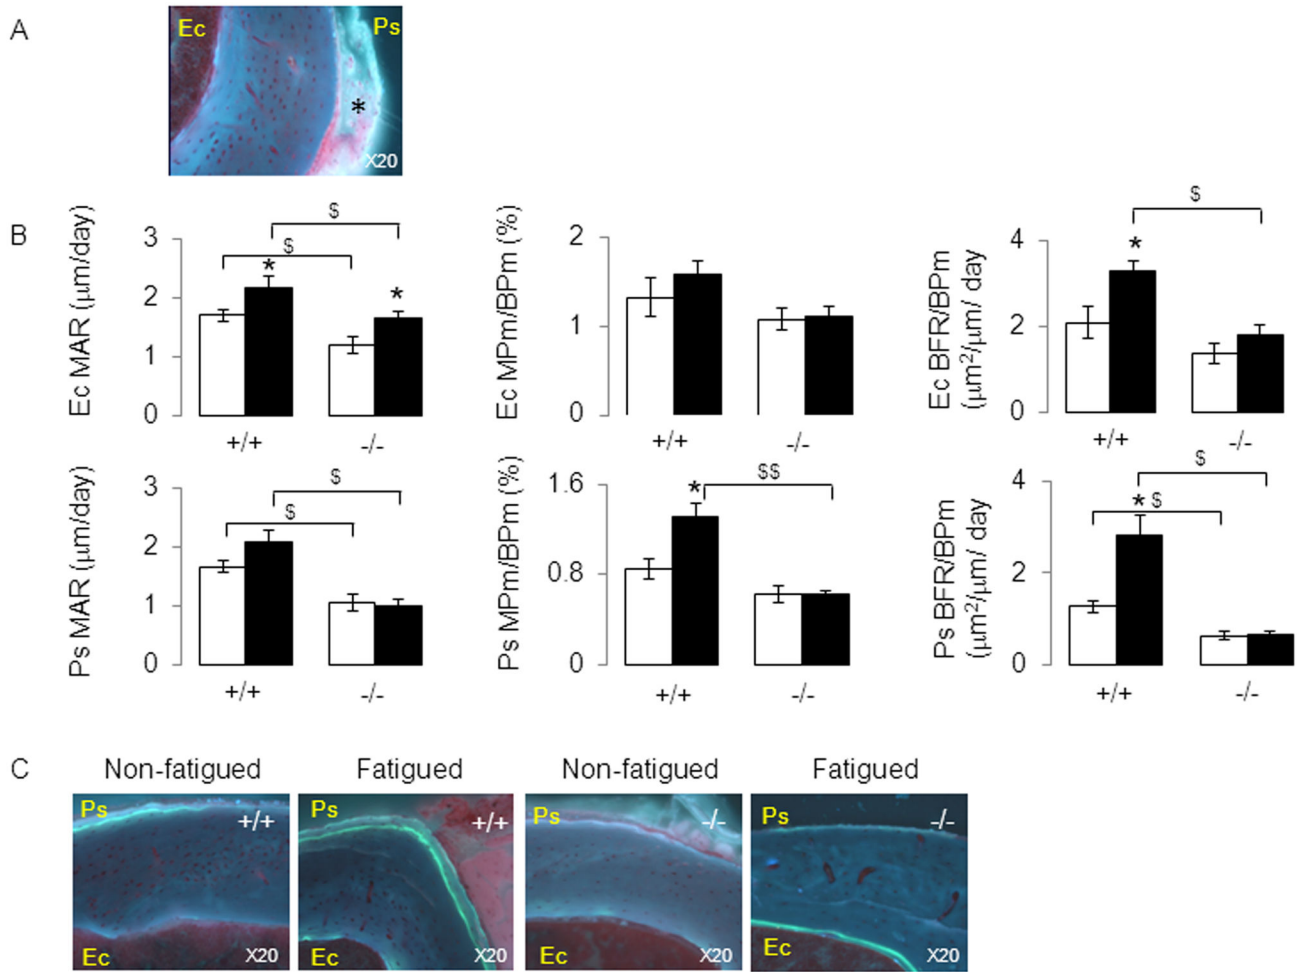 A
Ec
Ps
*
X20
B
Ec MAR (μm/day)
3
2
1
0
$
$
*
*
+/+
-/-
Ec MPm/BPm (%)
2
1
0
+/+
-/-
Ec BFR/BPm
(μm²/μm/ day
4
2
0
$
*
+/+
-/-
Ps MAR (μm/day)
3
2
1
0
$
$
+/+
-/-
Ps MPm/BPm (%)
1.6
0.8
0
$$
*
+/+
-/-
Ps BFR/BPm
(μm²/μm/ day
4
2
0
$
* $
+/+
-/-
C
Non-fatigued
Fatigued
Non-fatigued
Fatigued
Ps
+/+
Ec
X20
Ps
+/+
Ec
X20
Ps
-/-
Ec
X20
Ps
-/-
Ec
X20